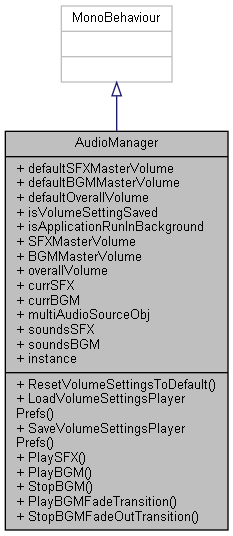 MonoBehaviour
AudioManager
+ defaultSFXMasterVolume
+ defaultBGMMasterVolume
+ defaultOverallVolume
+ isVolumeSettingSaved
+ isApplicationRunInBackground
+ SFXMasterVolume
+ BGMMasterVolume
+ overallVolume
+ currSFX
+ currBGM
+ multiAudioSourceObj
+ soundsSFX
+ soundsBGM
+ instance
+ ResetVolumeSettingsToDefault()
+ LoadVolumeSettingsPlayer
Prefs()
+ SaveVolumeSettingsPlayer
Prefs()
+ PlaySFX()
+ PlayBGM()
+ StopBGM()
+ PlayBGMFadeTransition()
+ StopBGMFadeOutTransition()